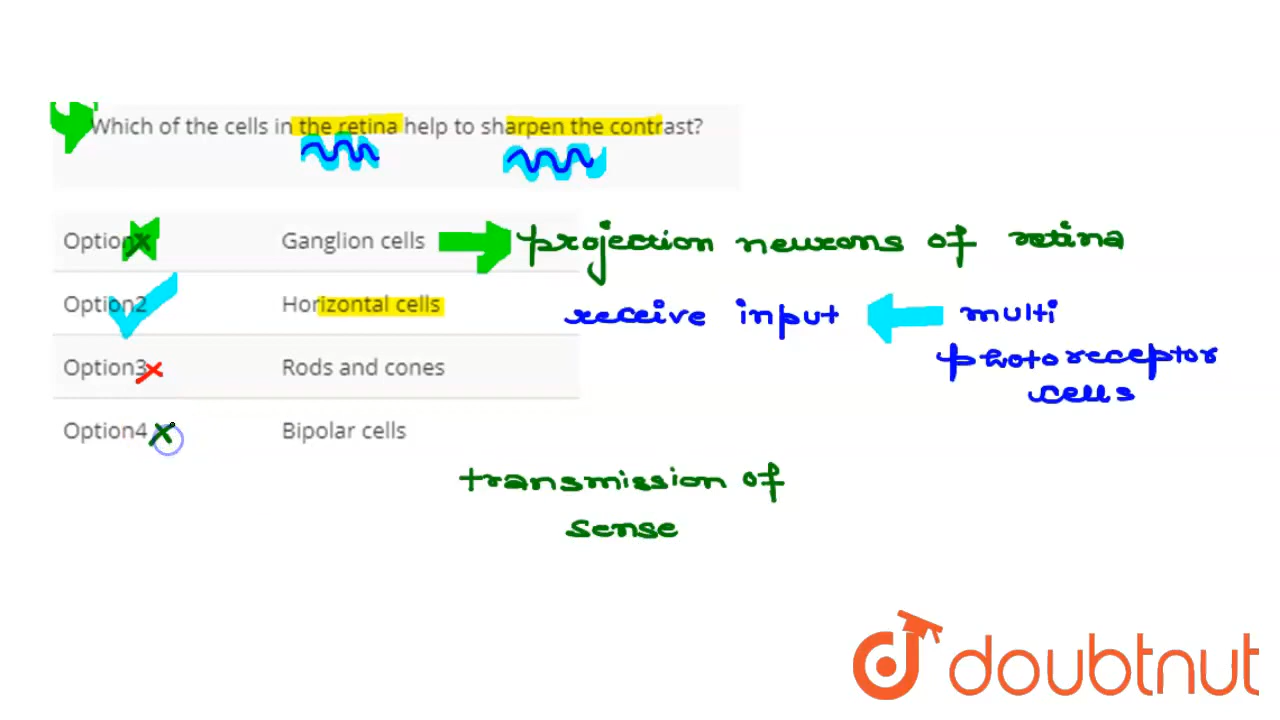 Which of the cells in the retina help to sharpen the contrast?
Option Ganglion cells → projection neurons of retina
Option2 Horizontal cells receive input ← multi
photoreceptor
cells
Option3 Rods and cones
Option4 Bipolar cells
transmission of
sense
doubtnut